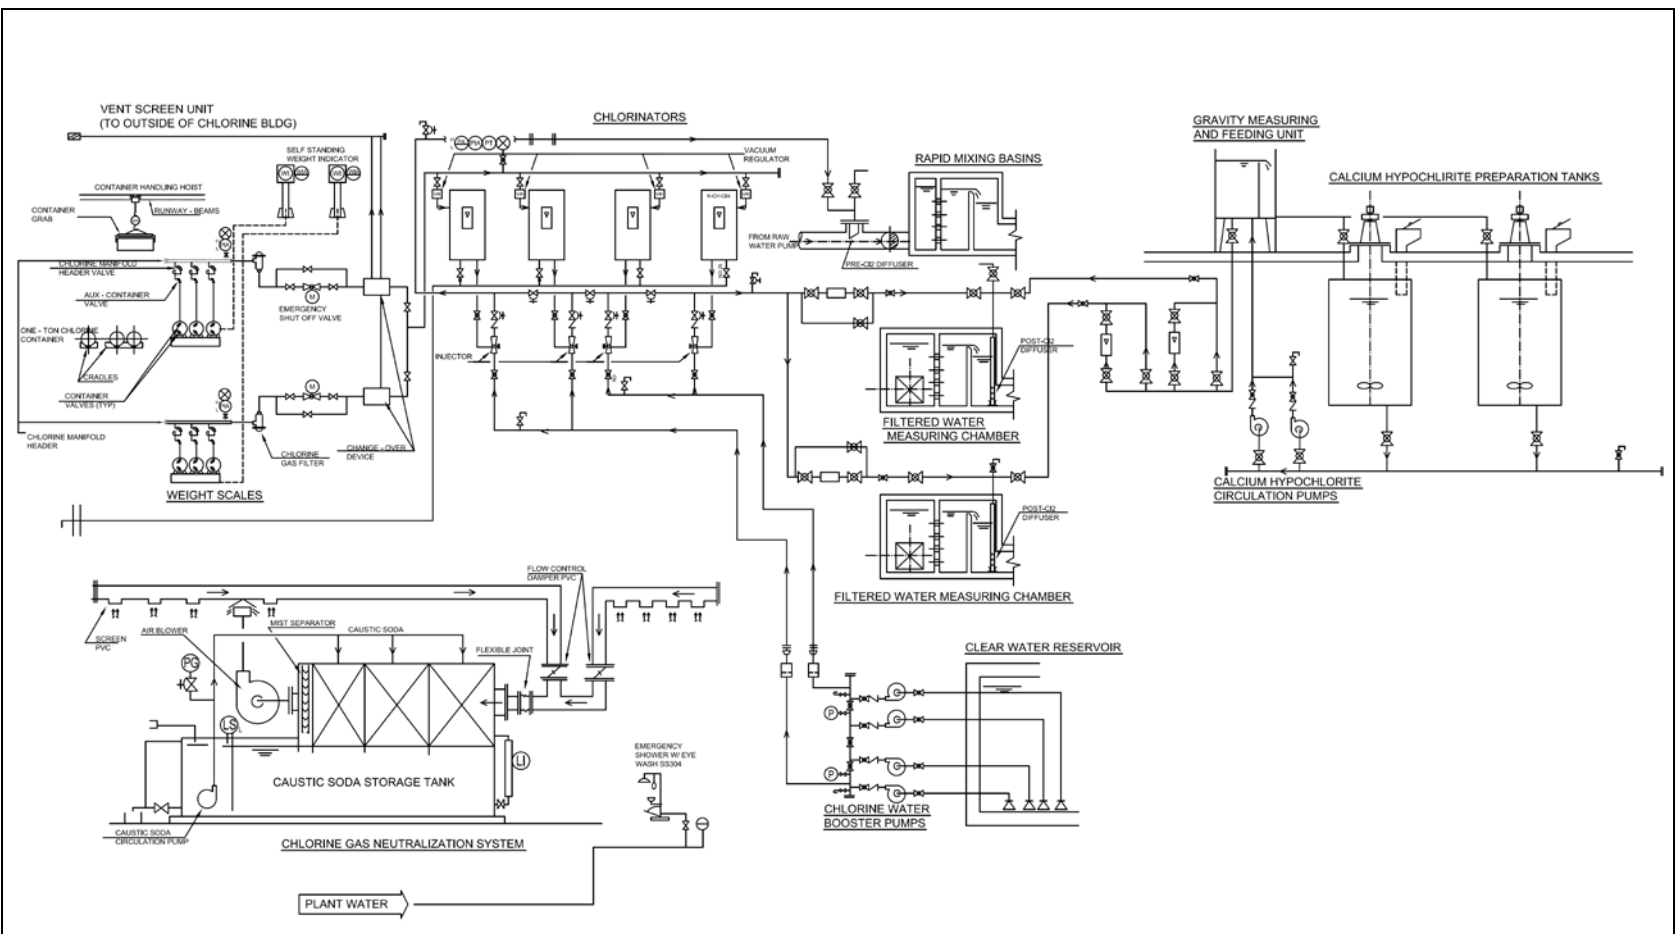 VENT SCREEN UNIT
(TO OUTSIDE OF CHLORINE BLDG)
SELF STANDING
WEIGHT INDICATOR
WI
WI
CONTAINER HANDLING HOIST
CONTAINER
GRAB
RUNWAY - BEAMS
CHLORINE MANIFOLD
HEADER VALVE
AUX - CONTAINER
VALVE
EMERGENCY
SHUT OFF VALVE
M
ONE - TON CHLORINE
CONTAINER
CRADLES
CONTAINER
VALVES (TYP)
M
CHLORINE MANIFOLD
HEADER
CHLORINE
GAS FILTER
CHANGE - OVER
DEVICE
WEIGHT SCALES
CHLORINATORS
PIA
PT
VACUUM
REGULATOR
INJECTOR
RAPID MIXING BASINS
FROM RAW
WATER PUMP
PRE-Cl2 DIFFUSER
POST-Cl2
DIFFUSER
FILTERED WATER
MEASURING CHAMBER
POST-Cl2
DIFFUSER
FILTERED WATER MEASURING CHAMBER
GRAVITY MEASURING
AND FEEDING UNIT
CALCIUM HYPOCHLIRITE PREPARATION TANKS
CALCIUM HYPOCHLORITE
CIRCULATION PUMPS
FLOW CONTROL
DAMPER PVC
SCREEN
PVC
AIR BLOWER
MIST SEPARATOR
CAUSTIC SODA
FLEXIBLE JOINT
PG
LS
L
LI
CAUSTIC SODA STORAGE TANK
CAUSTIC SODA
CIRCULATION PUMP
CHLORINE GAS NEUTRALIZATION SYSTEM
EMERGENCY
SHOWER W/ EYE
WASH SS304
PLANT WATER
CLEAR WATER RESERVOIR
P
P
CHLORINE WATER
BOOSTER PUMPS